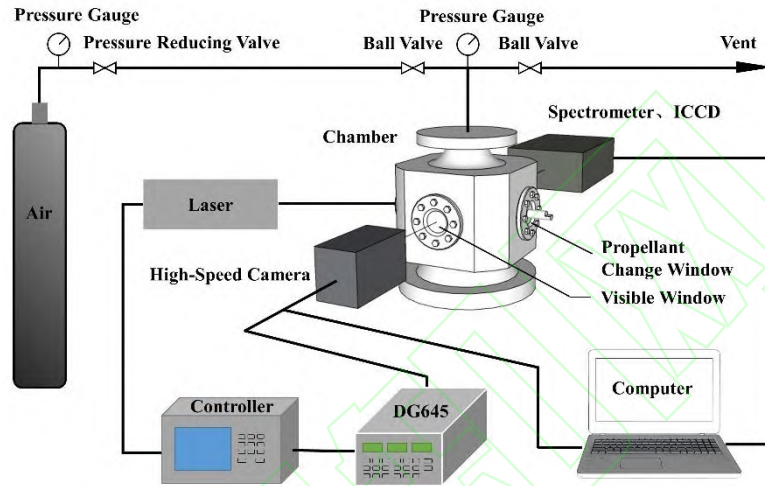 Pressure Gauge
Pressure Gauge
Pressure Reducing Valve
Ball Valve
Ball Valve
Vent
Spectrometer、ICCD
Chamber
Air
Laser
Propellant
Change Window
High-Speed Camera
Visible Window
Controller
DG645
Computer